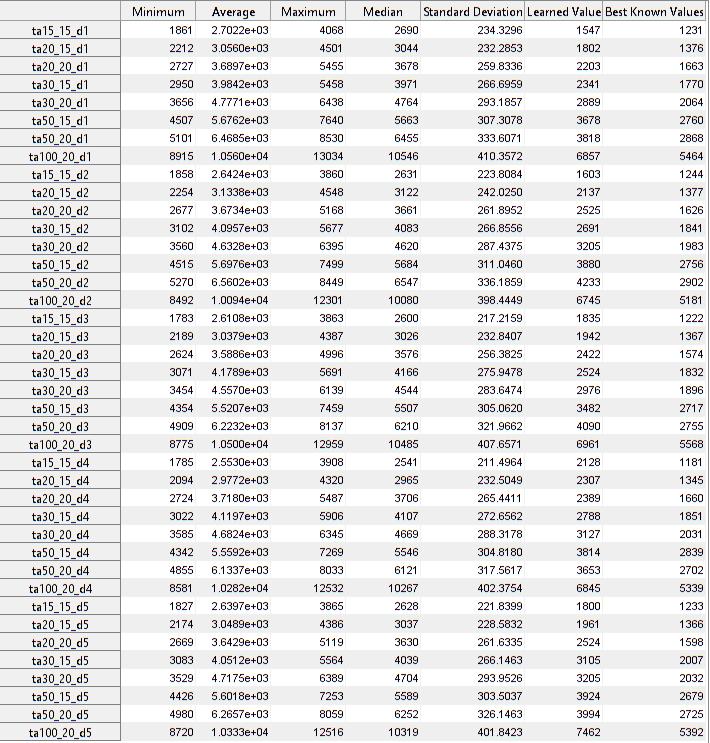 Minimum Average Maximum Median Standard Deviation Learned Value Best Known Values
ta15_15_d1 1861 2.7022e+03 4068 2690 234.3296 1547 1231
ta20_15_d1 2212 3.0560e+03 4501 3044 232.2853 1802 1376
ta20_20_d1 2727 3.6897e+03 5455 3678 259.8336 2203 1663
ta30_15_d1 2950 3.9842e+03 5458 3971 266.6959 2341 1770
ta30_20_d1 3656 4.7771e+03 6438 4764 293.1857 2889 2064
ta50_15_d1 4507 5.6762e+03 7640 5663 307.3078 3678 2760
ta50_20_d1 5101 6.4685e+03 8530 6455 333.6071 3818 2868
ta100_20_d1 8915 1.0560e+04 13034 10546 410.3572 6857 5464
ta15_15_d2 1858 2.6424e+03 3860 2631 223.8084 1603 1244
ta20_15_d2 2254 3.1338e+03 4548 3122 242.0250 2137 1377
ta20_20_d2 2677 3.6734e+03 5168 3661 261.8952 2525 1626
ta30_15_d2 3102 4.0957e+03 5677 4083 266.8556 2691 1841
ta30_20_d2 3560 4.6328e+03 6395 4620 287.4375 3205 1983
ta50_15_d2 4515 5.6976e+03 7499 5684 311.0460 3880 2756
ta50_20_d2 5270 6.5602e+03 8449 6547 336.1859 4233 2902
ta100_20_d2 8492 1.0094e+04 12301 10080 398.4449 6745 5181
ta15_15_d3 1783 2.6108e+03 3863 2600 217.2159 1835 1222
ta20_15_d3 2189 3.0379e+03 4387 3026 232.8407 1942 1367
ta20_20_d3 2624 3.5886e+03 4996 3576 256.3825 2422 1574
ta30_15_d3 3071 4.1789e+03 5691 4166 275.9478 2524 1832
ta30_20_d3 3454 4.5570e+03 6139 4544 283.6474 2976 1896
ta50_15_d3 4354 5.5207e+03 7459 5507 305.0620 3482 2717
ta50_20_d3 4909 6.2232e+03 8137 6210 321.9662 4090 2755
ta100_20_d3 8775 1.0500e+04 12959 10485 407.6571 6961 5568
ta15_15_d4 1785 2.5530e+03 3908 2541 211.4964 2128 1181
ta20_15_d4 2094 2.9772e+03 4320 2965 232.5049 2307 1345
ta20_20_d4 2724 3.7180e+03 5487 3706 265.4411 2389 1660
ta30_15_d4 3022 4.1197e+03 5906 4107 272.6562 2788 1851
ta30_20_d4 3585 4.6824e+03 6345 4669 288.3178 3127 2031
ta50_15_d4 4342 5.5592e+03 7269 5546 304.8180 3814 2839
ta50_20_d4 4855 6.1337e+03 8033 6121 317.5617 3653 2702
ta100_20_d4 8581 1.0282e+04 12532 10267 402.3754 6845 5339
ta15_15_d5 1827 2.6397e+03 3865 2628 221.8399 1800 1233
ta20_15_d5 2174 3.0489e+03 4386 3037 228.5832 1961 1366
ta20_20_d5 2669 3.6429e+03 5119 3630 261.6335 2524 1598
ta30_15_d5 3083 4.0512e+03 5564 4039 266.1463 3105 2007
ta30_20_d5 3529 4.7175e+03 6389 4704 293.9526 3205 2032
ta50_15_d5 4426 5.6018e+03 7253 5589 303.5037 3924 2679
ta50_20_d5 4980 6.2657e+03 8059 6252 326.1463 3994 2725
ta100_20_d5 8720 1.0333e+04 12516 10319 401.8423 7462 5392